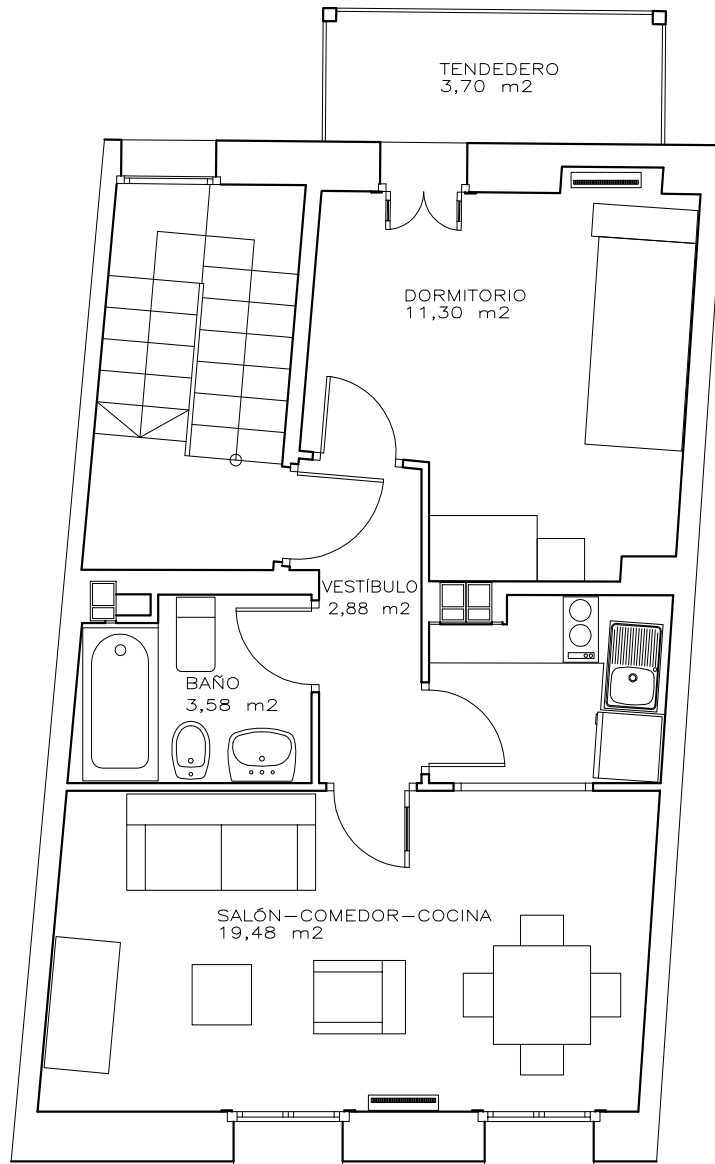 TENDEDERO
3,70 m2
DORMITORIO
11,30 m2
VESTÍBULO
2,88 m2
BAÑO
3,58 m2
SALÓN-COMEDOR-COCINA
19,48 m2